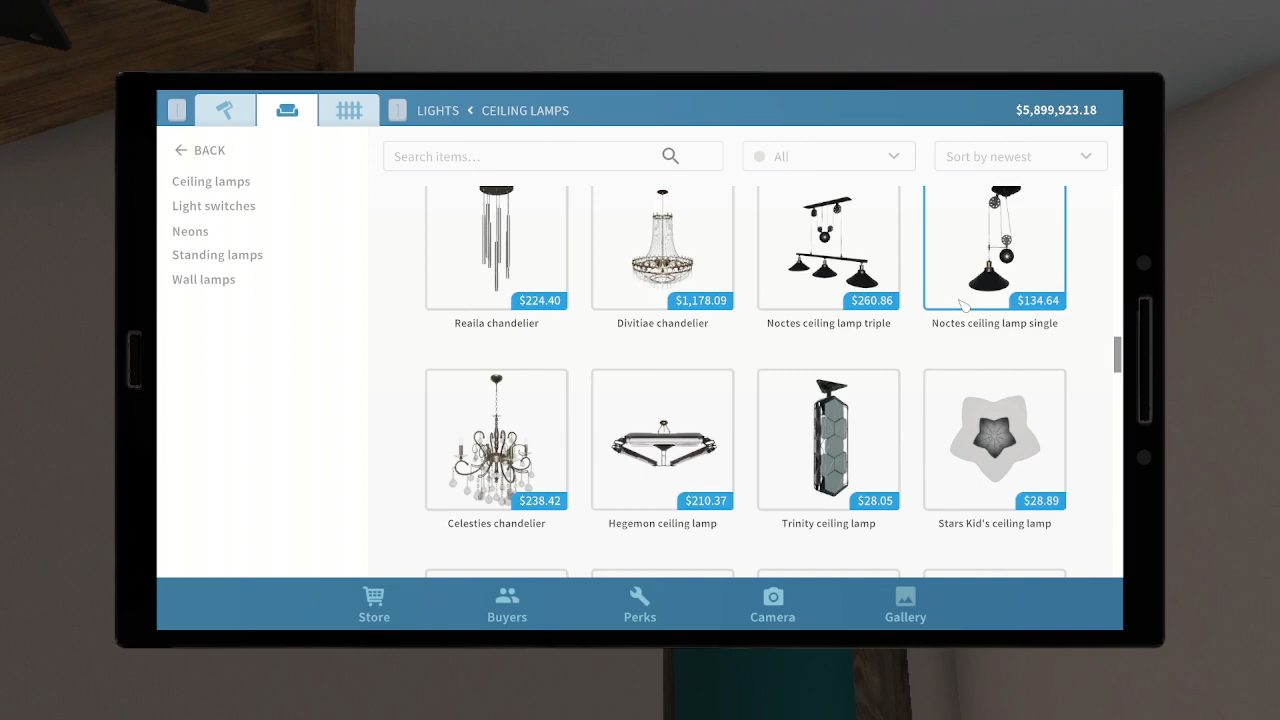 LIGHTS < CEILING LAMPS
$5,899,923.18
BACK
Search items...
All
Sort by newest
Ceiling lamps
Light switches
Neons
Standing lamps
Wall lamps
$224.40
$1,178.09
$260.86
$134.64
Reaila chandelier
Divitiae chandelier
Noctes ceiling lamp triple
Noctes ceiling lamp single
$238.42
$210.37
$28.05
$28.89
Celesties chandelier
Hegemon ceiling lamp
Trinity ceiling lamp
Stars Kid's ceiling lamp
Store
Buyers
Perks
Camera
Gallery